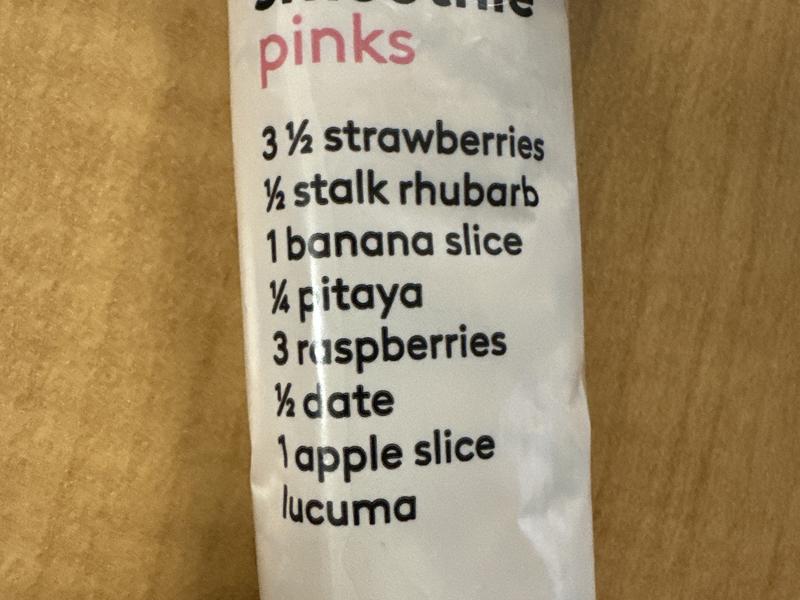 smoothie
pinks
3 ½ strawberries
½ stalk rhubarb
1 banana slice
¼ pitaya
3 raspberries
½ date
1 apple slice
lucuma